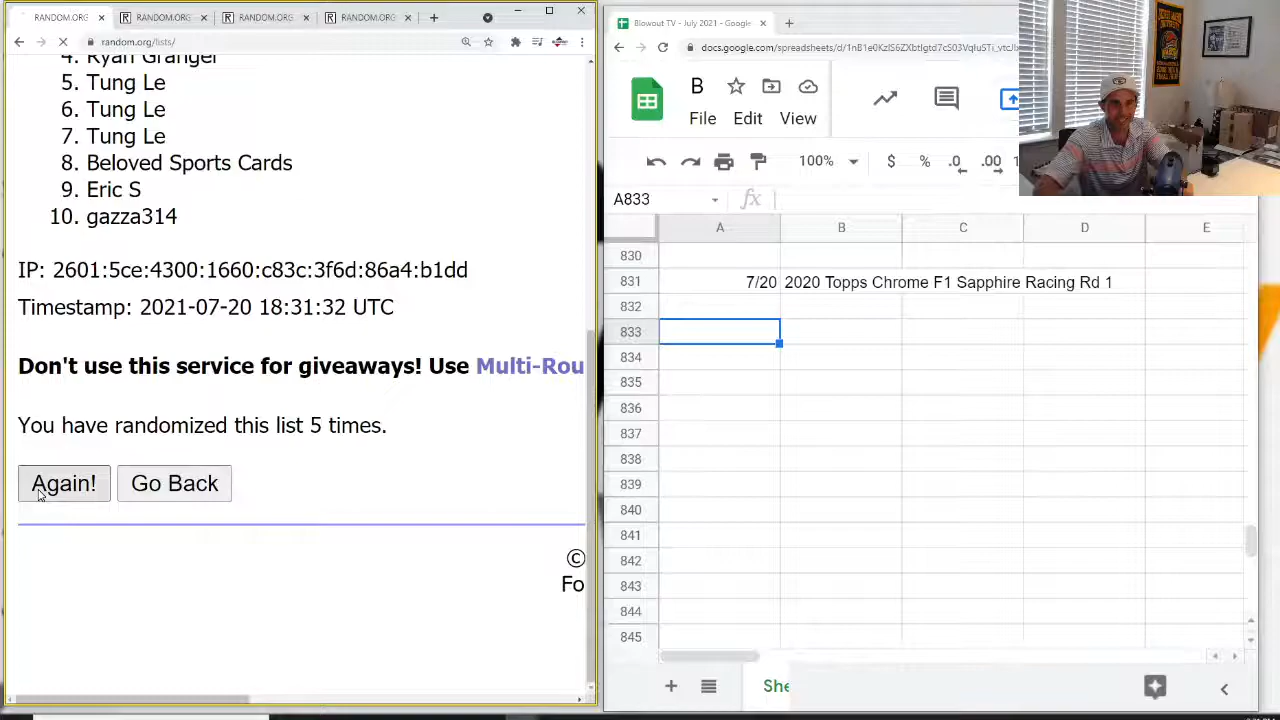 RANDOM.ORG
RANDOM.ORG
RANDOM.ORG
RANDOM.ORG
random.org/lists/
4. Ryan Granger
5. Tung Le
6. Tung Le
7. Tung Le
8. Beloved Sports Cards
9. Eric S
10. gazza314
IP: 2601:5ce:4300:1660:c83c:3f6d:86a4:b1dd
Timestamp: 2021-07-20 18:31:32 UTC
Don't use this service for giveaways! Use Multi-Rou
You have randomized this list 5 times.
Again! Go Back
©
Fo
Blowout TV - July 2021 - Google
B
File Edit View
100% $ % .0 .00 1
A833 fx
A B C D E
830
831 7/20 2020 Topps Chrome F1 Sapphire Racing Rd 1
832
833
834
835
836
837
838
839
840
841
842
843
844
845
She